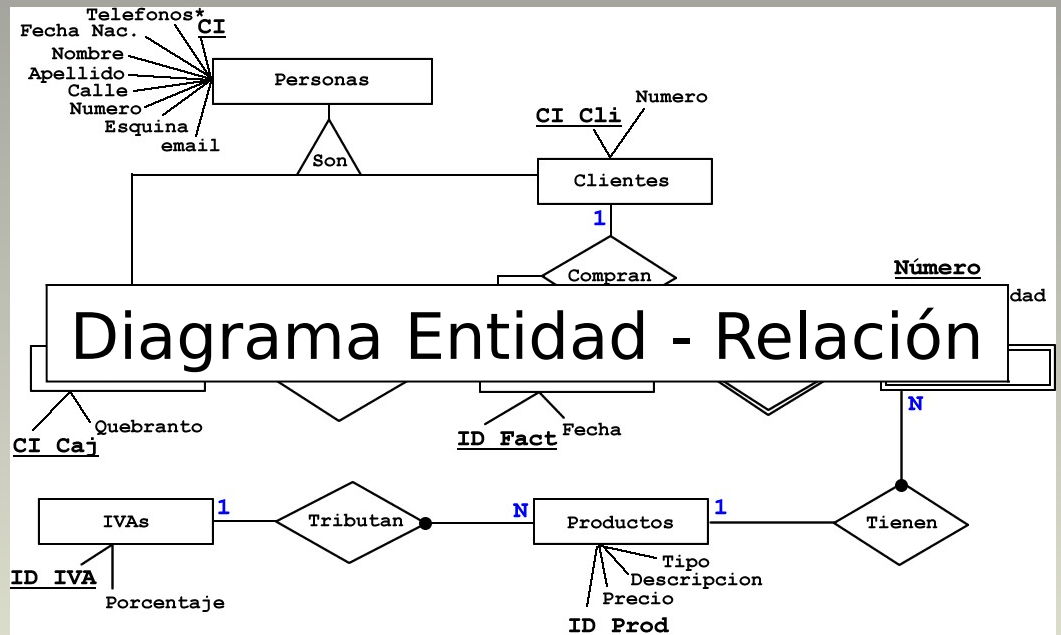 Telefonos*
CI
Fecha Nac.
Nombre
Apellido
Calle
Numero
Esquina
email
Personas
Son
CI Cli
Numero
Clientes
1
Compran
Número
dad
Diagrama Entidad - Relación
N
CI Caj
Quebranto
ID Fact
Fecha
IVAs
1
Tributan
N
Productos
1
Tienen
ID IVA
Porcentaje
Tipo
Descripcion
Precio
ID Prod